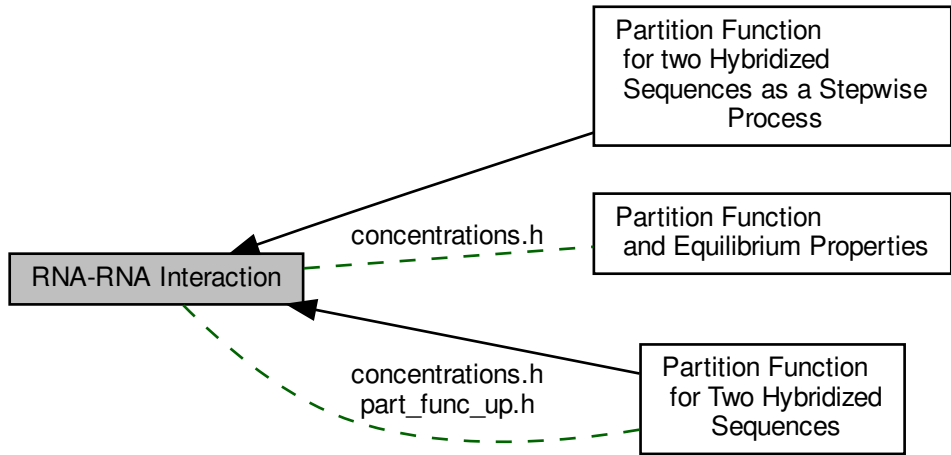 Partition Function
for two Hybridized
Sequences as a Stepwise
Process
concentrations.h
Partition Function
and Equilibrium Properties
RNA-RNA Interaction
concentrations.h
part_func_up.h
Partition Function
for Two Hybridized
Sequences